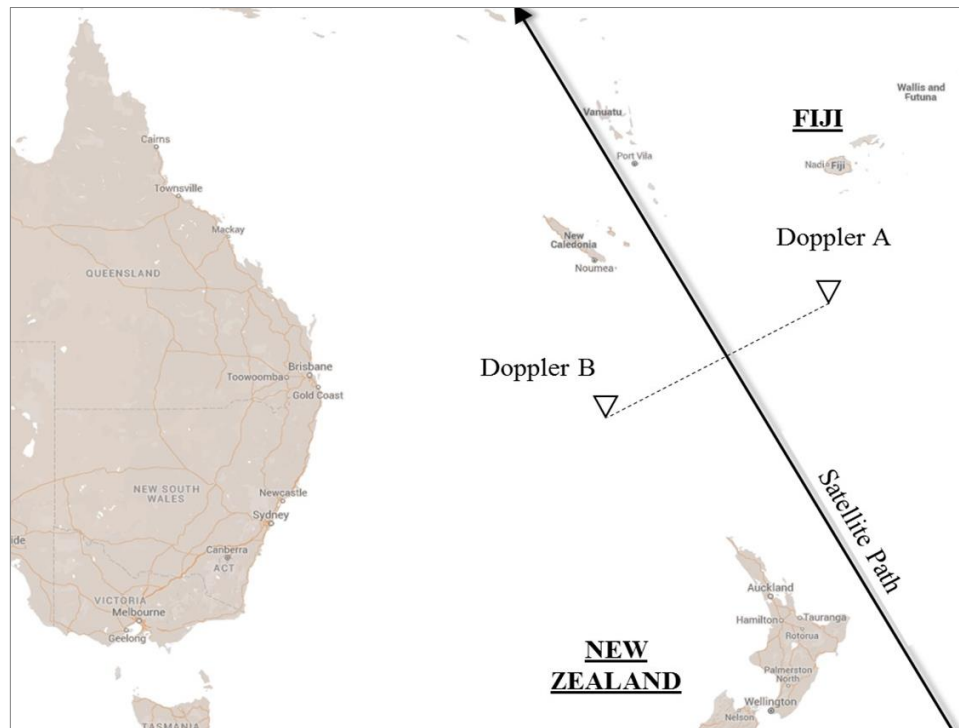 Wallis and
Futuna
Vanuatu
FIJI
Cairns
Port Vila
Nadi
Fiji
Townsville
Mackay
New
Caledonia
Noumea
Doppler A
QUEENSLAND
Doppler B
Brisbane
Toowoomba
Gold Coast
NEW SOUTH
WALES
Newcastle
Sydney
Satellite Path
ide
Canberra
ACT
Auckland
VICTORIA
Melbourne
Geelong
Hamilton
Tauranga
Rotorua
NEW
ZEALAND
Palmerston
North
Wellington
Nelson
TASMANIA